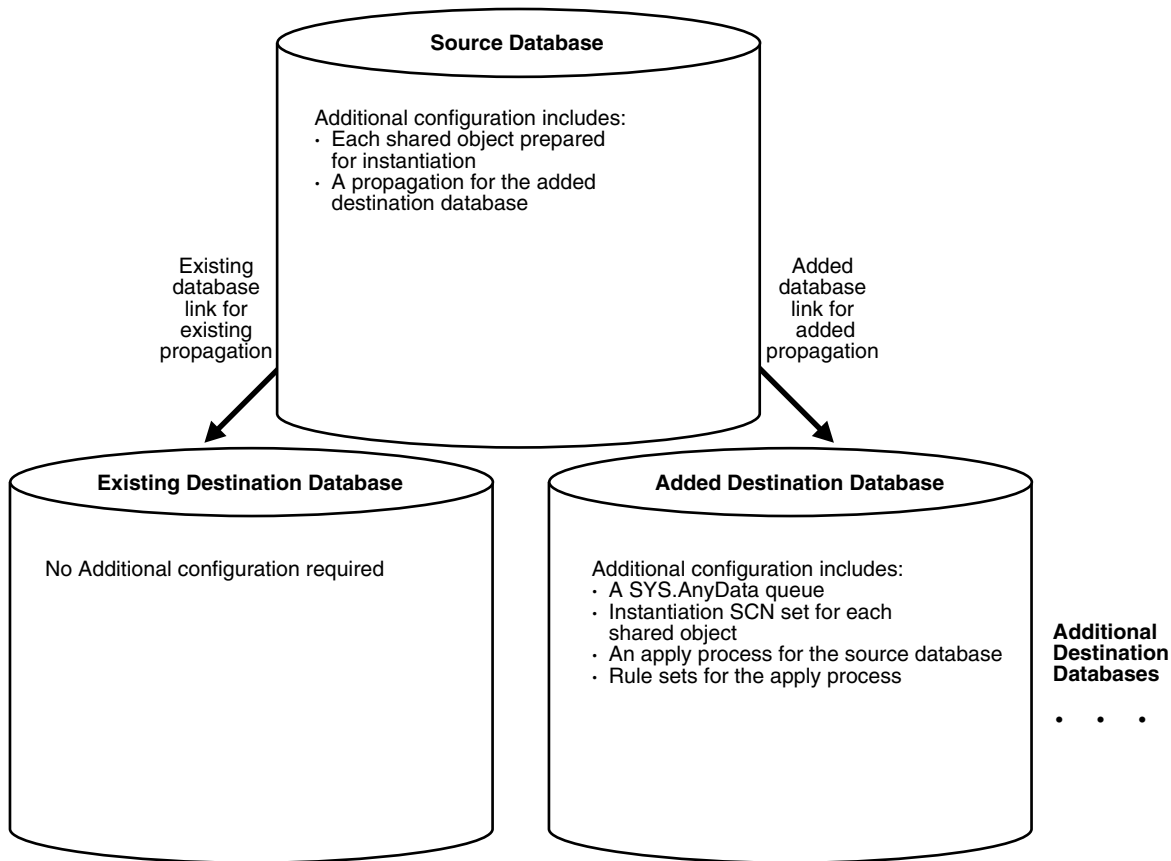 Source Database
Additional configuration includes:
· Each shared object prepared
for instantiation
· A propagation for the added
destination database
Existing
database
link for
existing
propagation
Added
database
link for
added
propagation
Existing Destination Database
No Additional configuration required
Added Destination Database
Additional configuration includes:
· A SYS.AnyData queue
· Instantiation SCN set for each
shared object
· An apply process for the source database
· Rule sets for the apply process
Additional
Destination
Databases
. . .